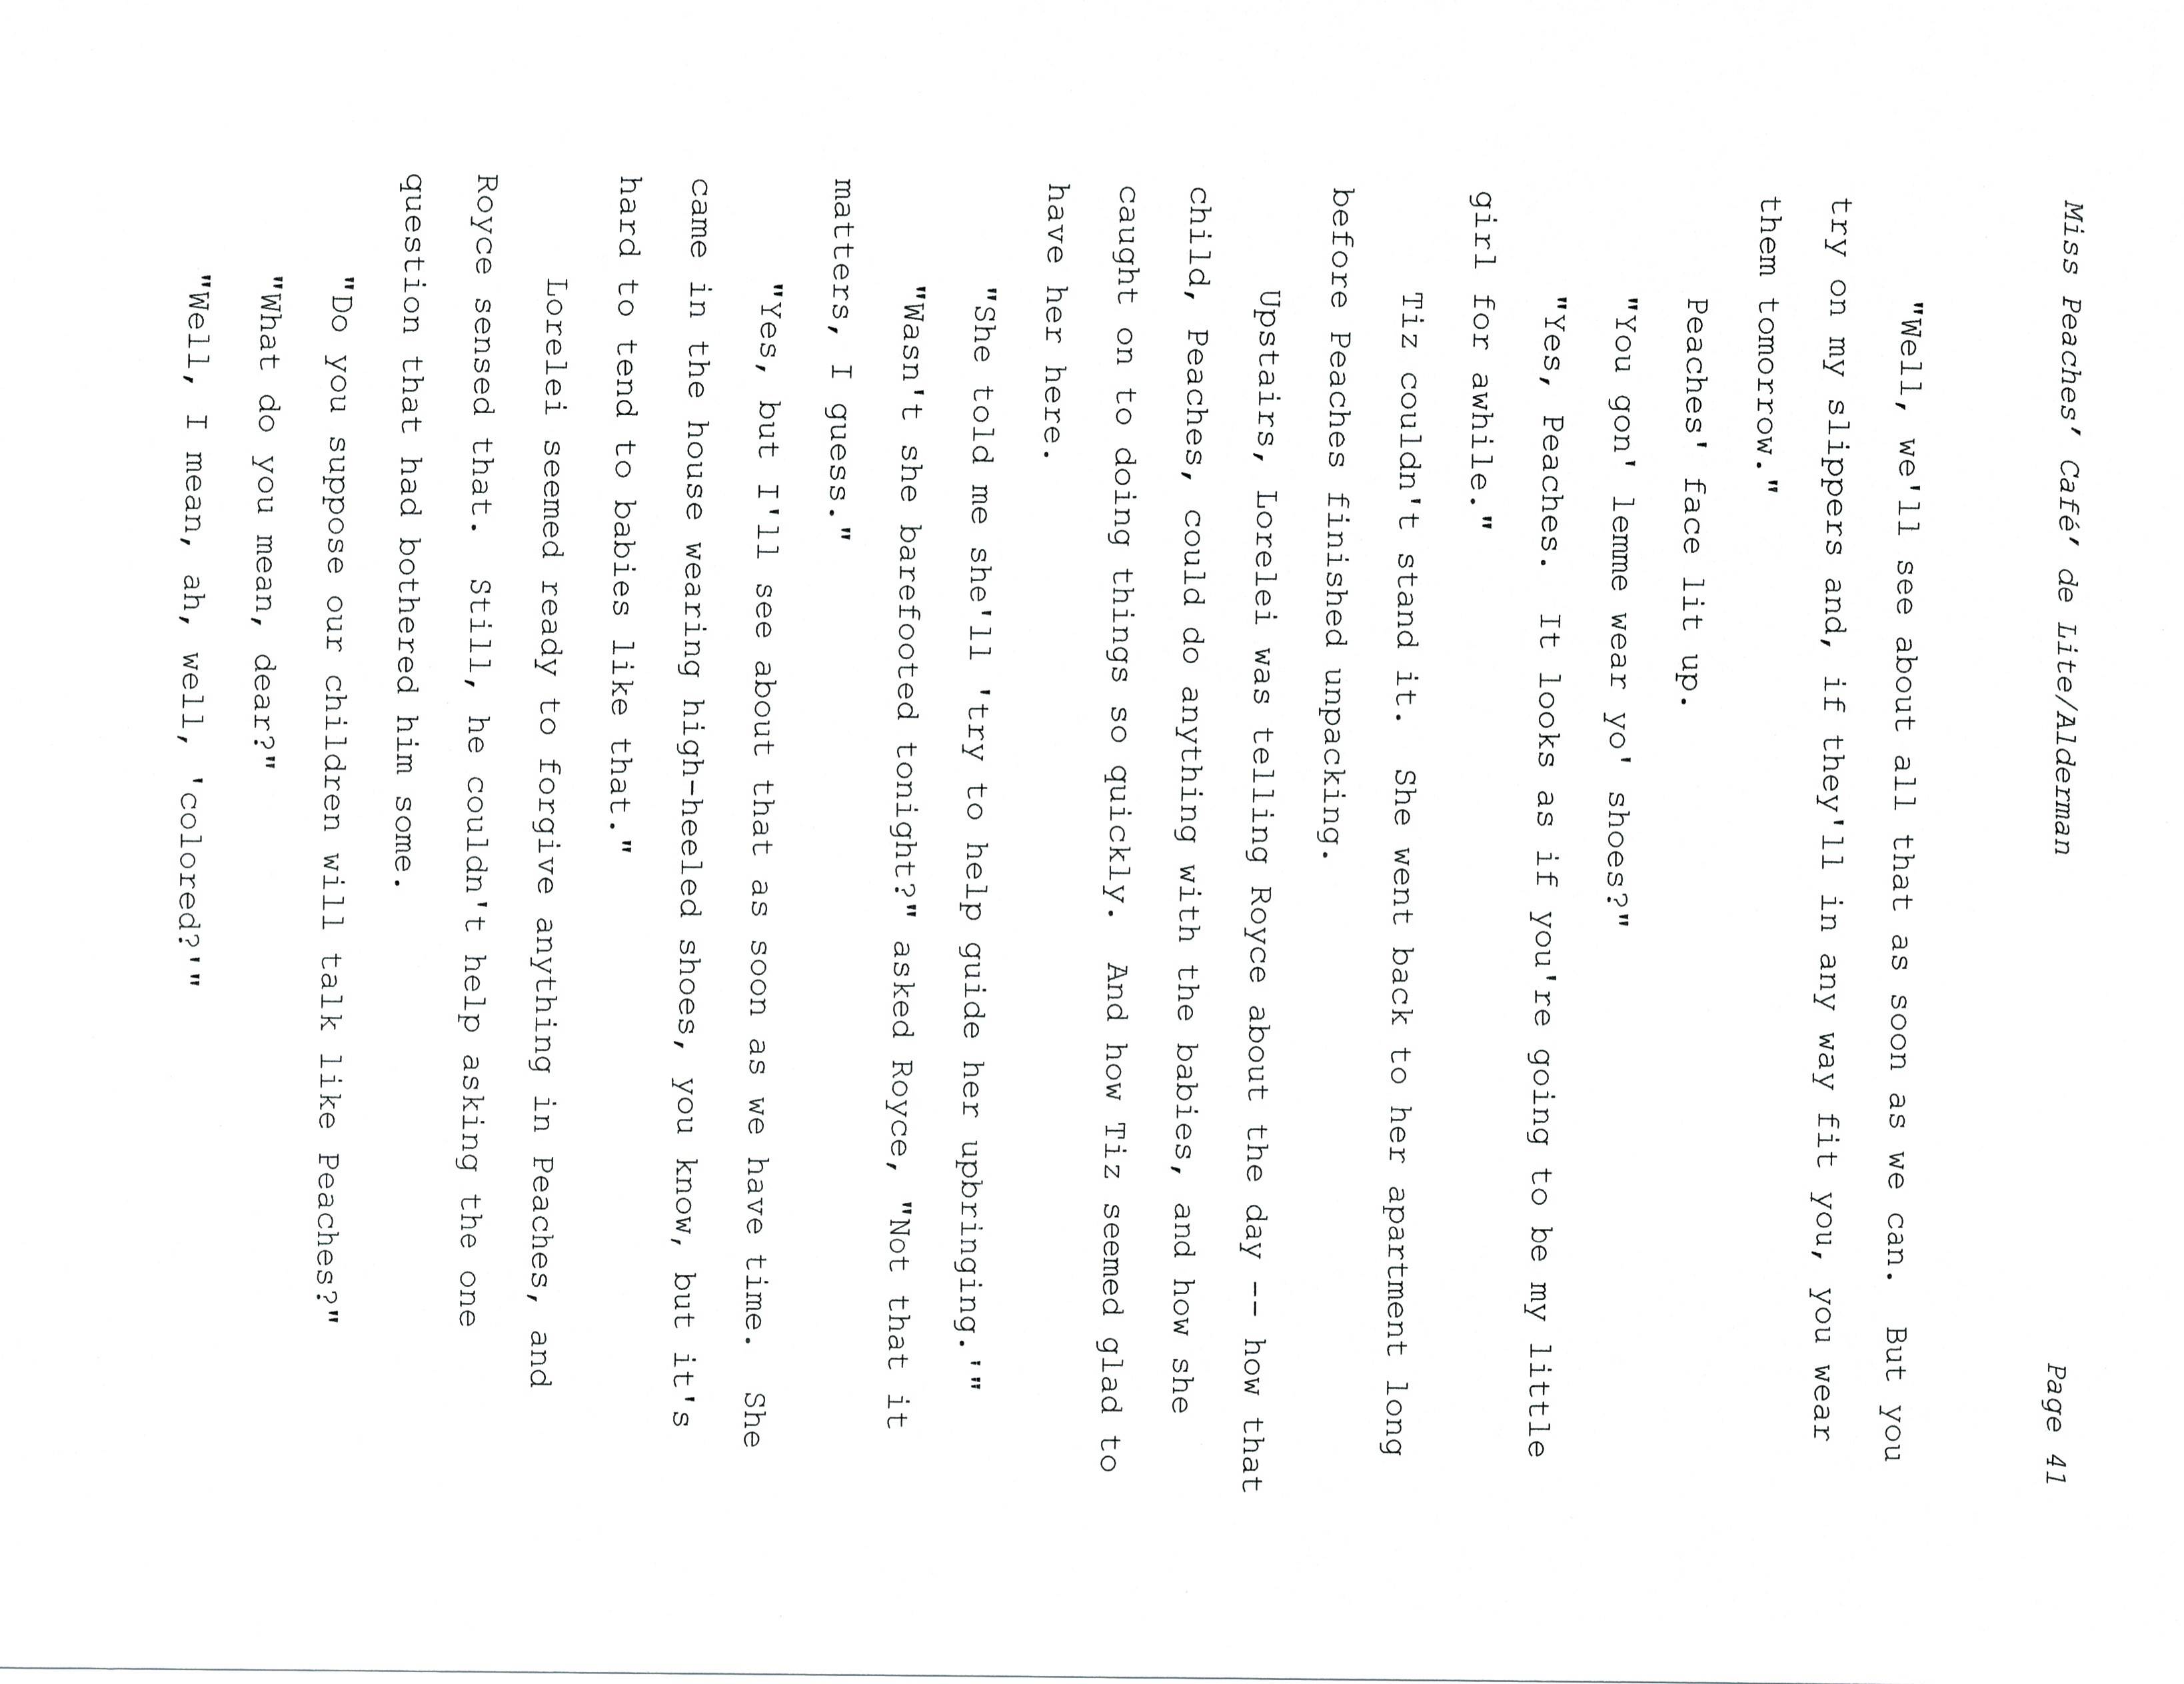 Miss Peaches' Café' de Lite/Alderman Page 41
"Well, we'll see about all that as soon as we can.  But you
try on my slippers and, if they'll in any way fit you, you wear
them tomorrow."
Peaches' face lit up.
"You gon' lemme wear yo' shoes?"
"Yes, Peaches.  It looks as if you're going to be my little
girl for awhile."
Tiz couldn't stand it.  She went back to her apartment long
before Peaches finished unpacking.
Upstairs, Lorelei was telling Royce about the day -- how that
child, Peaches, could do anything with the babies, and how she
caught on to doing things so quickly.  And how Tiz seemed glad to
have her here.
"She told me she'll 'try to help guide her upbringing.'"
"Wasn't she barefooted tonight?" asked Royce, "Not that it
matters, I guess."
"Yes, but I'll see about that as soon as we have time.  She
came in the house wearing high-heeled shoes, you know, but it's
hard to tend to babies like that."
Lorelei seemed ready to forgive anything in Peaches, and
Royce sensed that.  Still, he couldn't help asking the one
question that had bothered him some.
"Do you suppose our children will talk like Peaches?"
"What do you mean, dear?"
"Well, I mean, ah, well, 'colored?'"